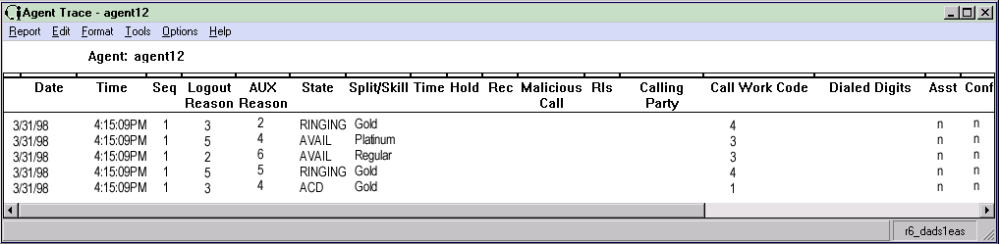 Agent Trace - agent12
Report Edit Format Tools Options Help
Agent: agent12
Date Time Seq Logout Reason AUX Reason State Split/Skill Time Hold Rec Malicious Call Rls Calling Party Call Work Code Dialed Digits Asst Conf
3/31/98 4:15:09PM 1 3 2 RINGING Gold 4 n n
3/31/98 4:15:09PM 1 5 4 AVAIL Platinum 3 n n
3/31/98 4:15:09PM 1 2 6 AVAIL Regular 3 n n
3/31/98 4:15:09PM 1 5 5 RINGING Gold 4 n n
3/31/98 4:15:09PM 1 3 4 ACD Gold 1 n n
r6_dads1eas